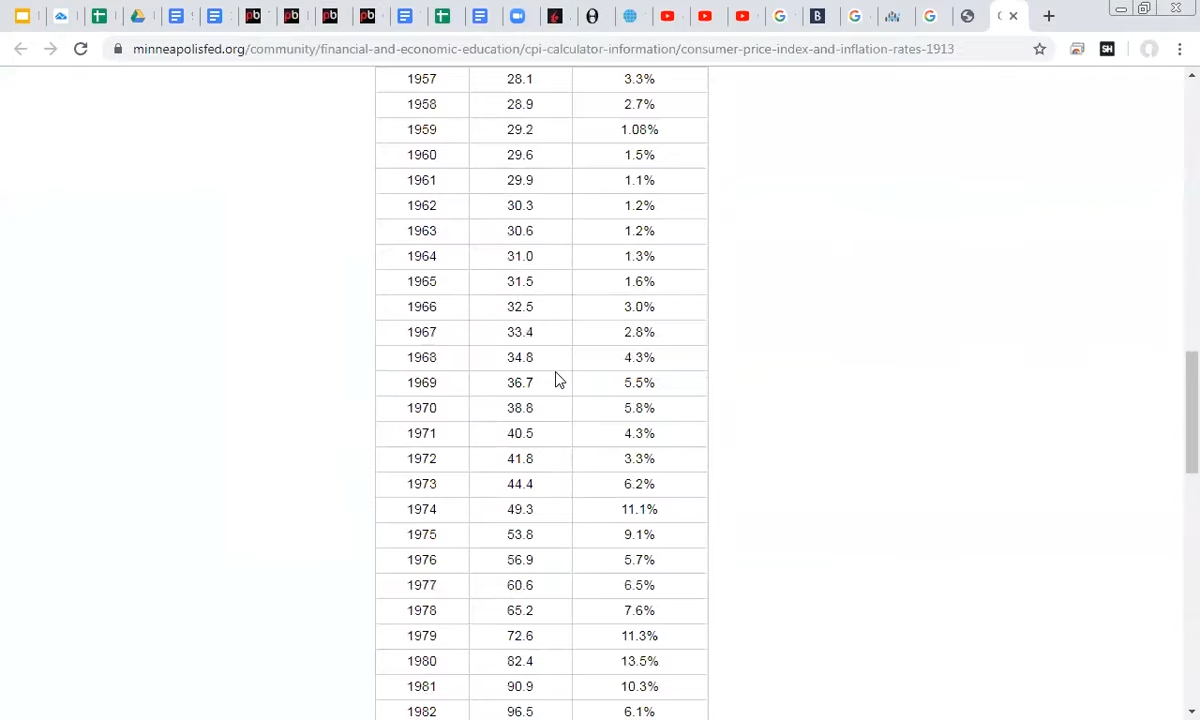 minneapolisfed.org/community/financial-and-economic-education/cpi-calculator-information/consumer-price-index-and-inflation-rates-1913
1957 28.1 3.3%
1958 28.9 2.7%
1959 29.2 1.08%
1960 29.6 1.5%
1961 29.9 1.1%
1962 30.3 1.2%
1963 30.6 1.2%
1964 31.0 1.3%
1965 31.5 1.6%
1966 32.5 3.0%
1967 33.4 2.8%
1968 34.8 4.3%
1969 36.7 5.5%
1970 38.8 5.8%
1971 40.5 4.3%
1972 41.8 3.3%
1973 44.4 6.2%
1974 49.3 11.1%
1975 53.8 9.1%
1976 56.9 5.7%
1977 60.6 6.5%
1978 65.2 7.6%
1979 72.6 11.3%
1980 82.4 13.5%
1981 90.9 10.3%
1982 96.5 6.1%